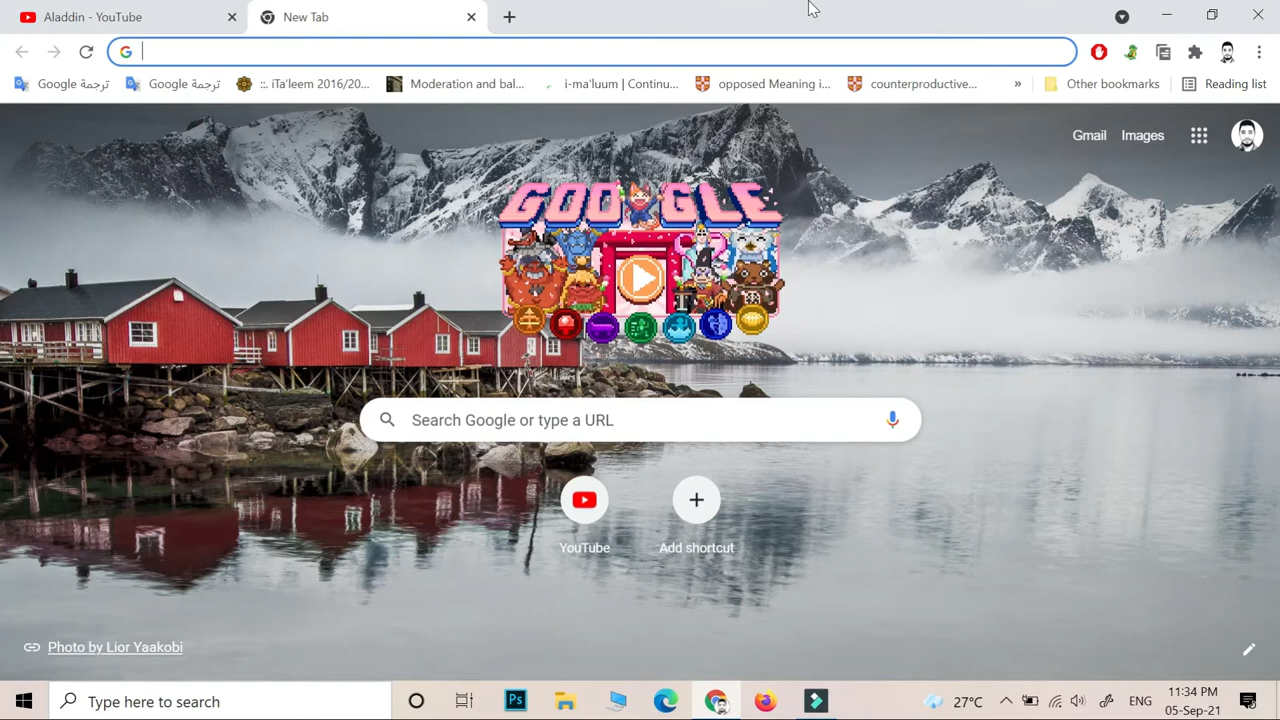 Aladdin - YouTube
New Tab
ترجمة Google
ترجمة Google
::. iTa'leem 2016/20...
Moderation and bal...
i-ma'luum | Continu...
opposed Meaning i...
counterproductive...
»
Other bookmarks
Reading list
Gmail
Images
GOOGLE
Search Google or type a URL
YouTube
Add shortcut
Photo by Lior Yaakobi
Type here to search
Ps
27°C
ENG
11:34 PM
05-Sep-21